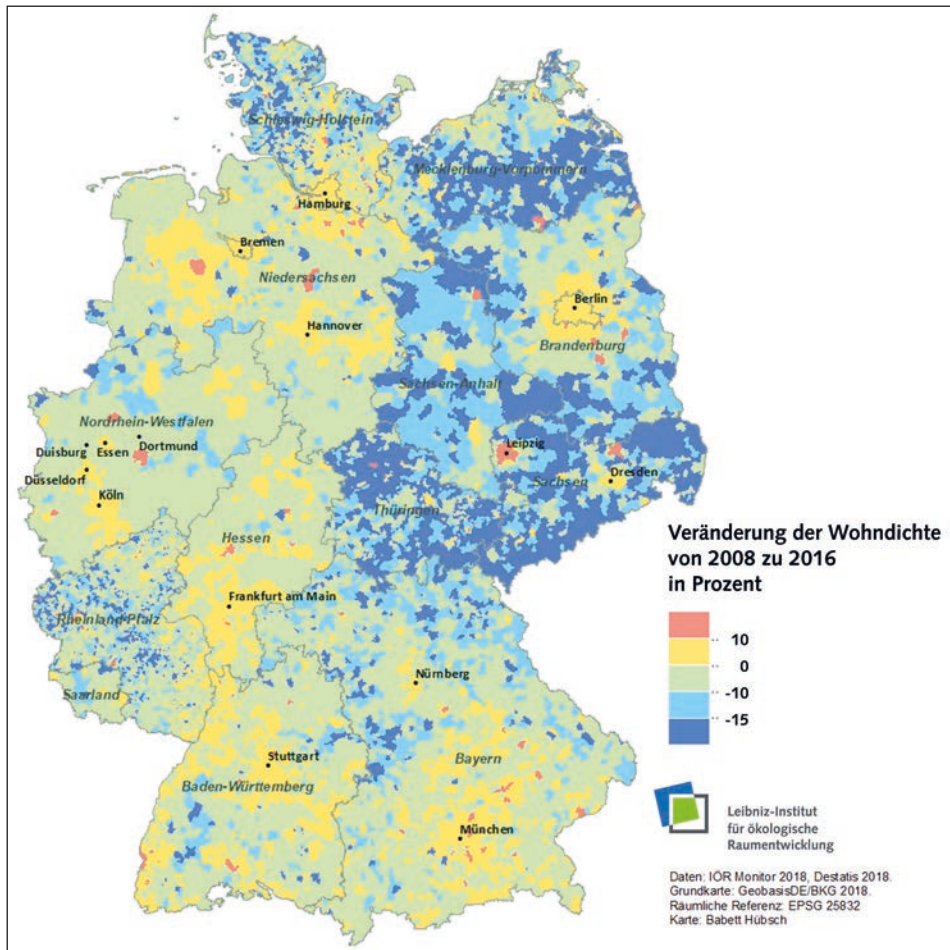 Schleswig-Holstein
Mecklenburg-Vorpommern
Hamburg
Bremen
Niedersachsen
Berlin
Hannover
Brandenburg
Sachsen-Anhalt
Nordrhein-Westfalen
Duisburg
Essen
Dortmund
Leipzig
Düsseldorf
Sachsen
Dresden
Köln
Thüringen
Hessen
Frankfurt am Main
Rheinland-Pfalz
Nürnberg
Saarland
Stuttgart
Bayern
Baden-Württemberg
München
Veränderung der Wohndichte
von 2008 zu 2016
in Prozent
10
0
-10
-15
Leibniz-Institut
für ökologische
Raumentwicklung
Daten: IÖR Monitor 2018, Destatis 2018.
Grundkarte: GeobasisDE/BKG 2018.
Räumliche Referenz: EPSG 25832
Karte: Babett Hübsch